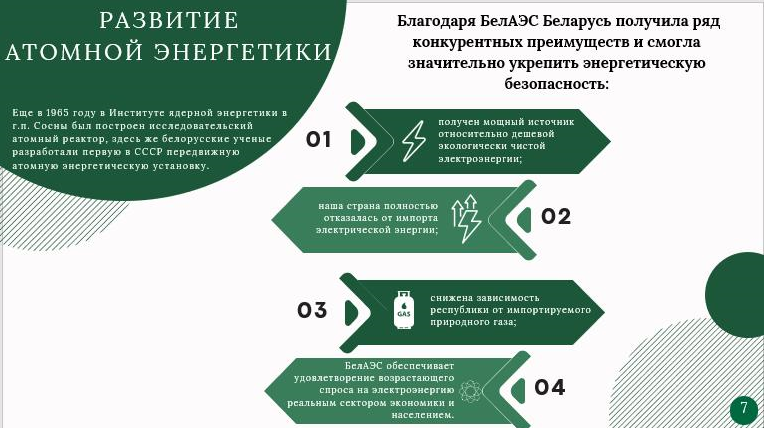 РАЗВИТИЕ
АТОМНОЙ ЭНЕРГЕТИКИ
Еще в 1965 году в Институте ядерной энергетики в
г.п. Сосны был построен исследовательский
атомный реактор, здесь же белорусские ученые
разработали первую в СССР передвижную
атомную энергетическую установку.
Благодаря БелАЭС Беларусь получила ряд
конкурентных преимуществ и смогла
значительно укрепить энергетическую
безопасность:
01
получен мощный источник
относительно дешевой
экологически чистой
электроэнергии;
наша страна полностью
отказалась от импорта
электрической энергии;
02
03
GAS
снижена зависимость
республики от импортируемого
природного газа;
БелАЭС обеспечивает
удовлетворение возрастающего
спроса на электроэнергию
реальным сектором экономики и
населением.
04
7